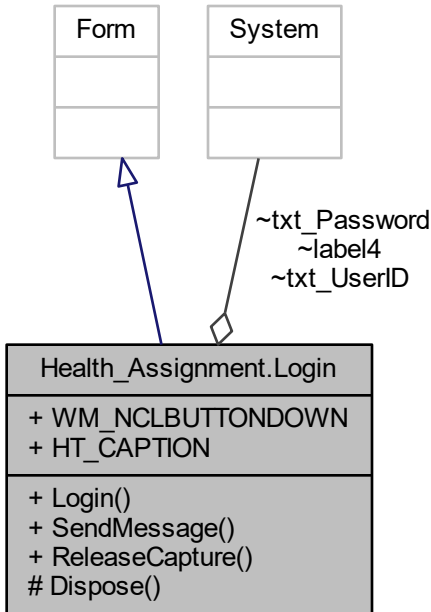 Form
System
~txt_Password
~label4
~txt_UserID
Health_Assignment.Login
+ WM_NCLBUTTONDOWN
+ HT_CAPTION
+ Login()
+ SendMessage()
+ ReleaseCapture()
# Dispose()